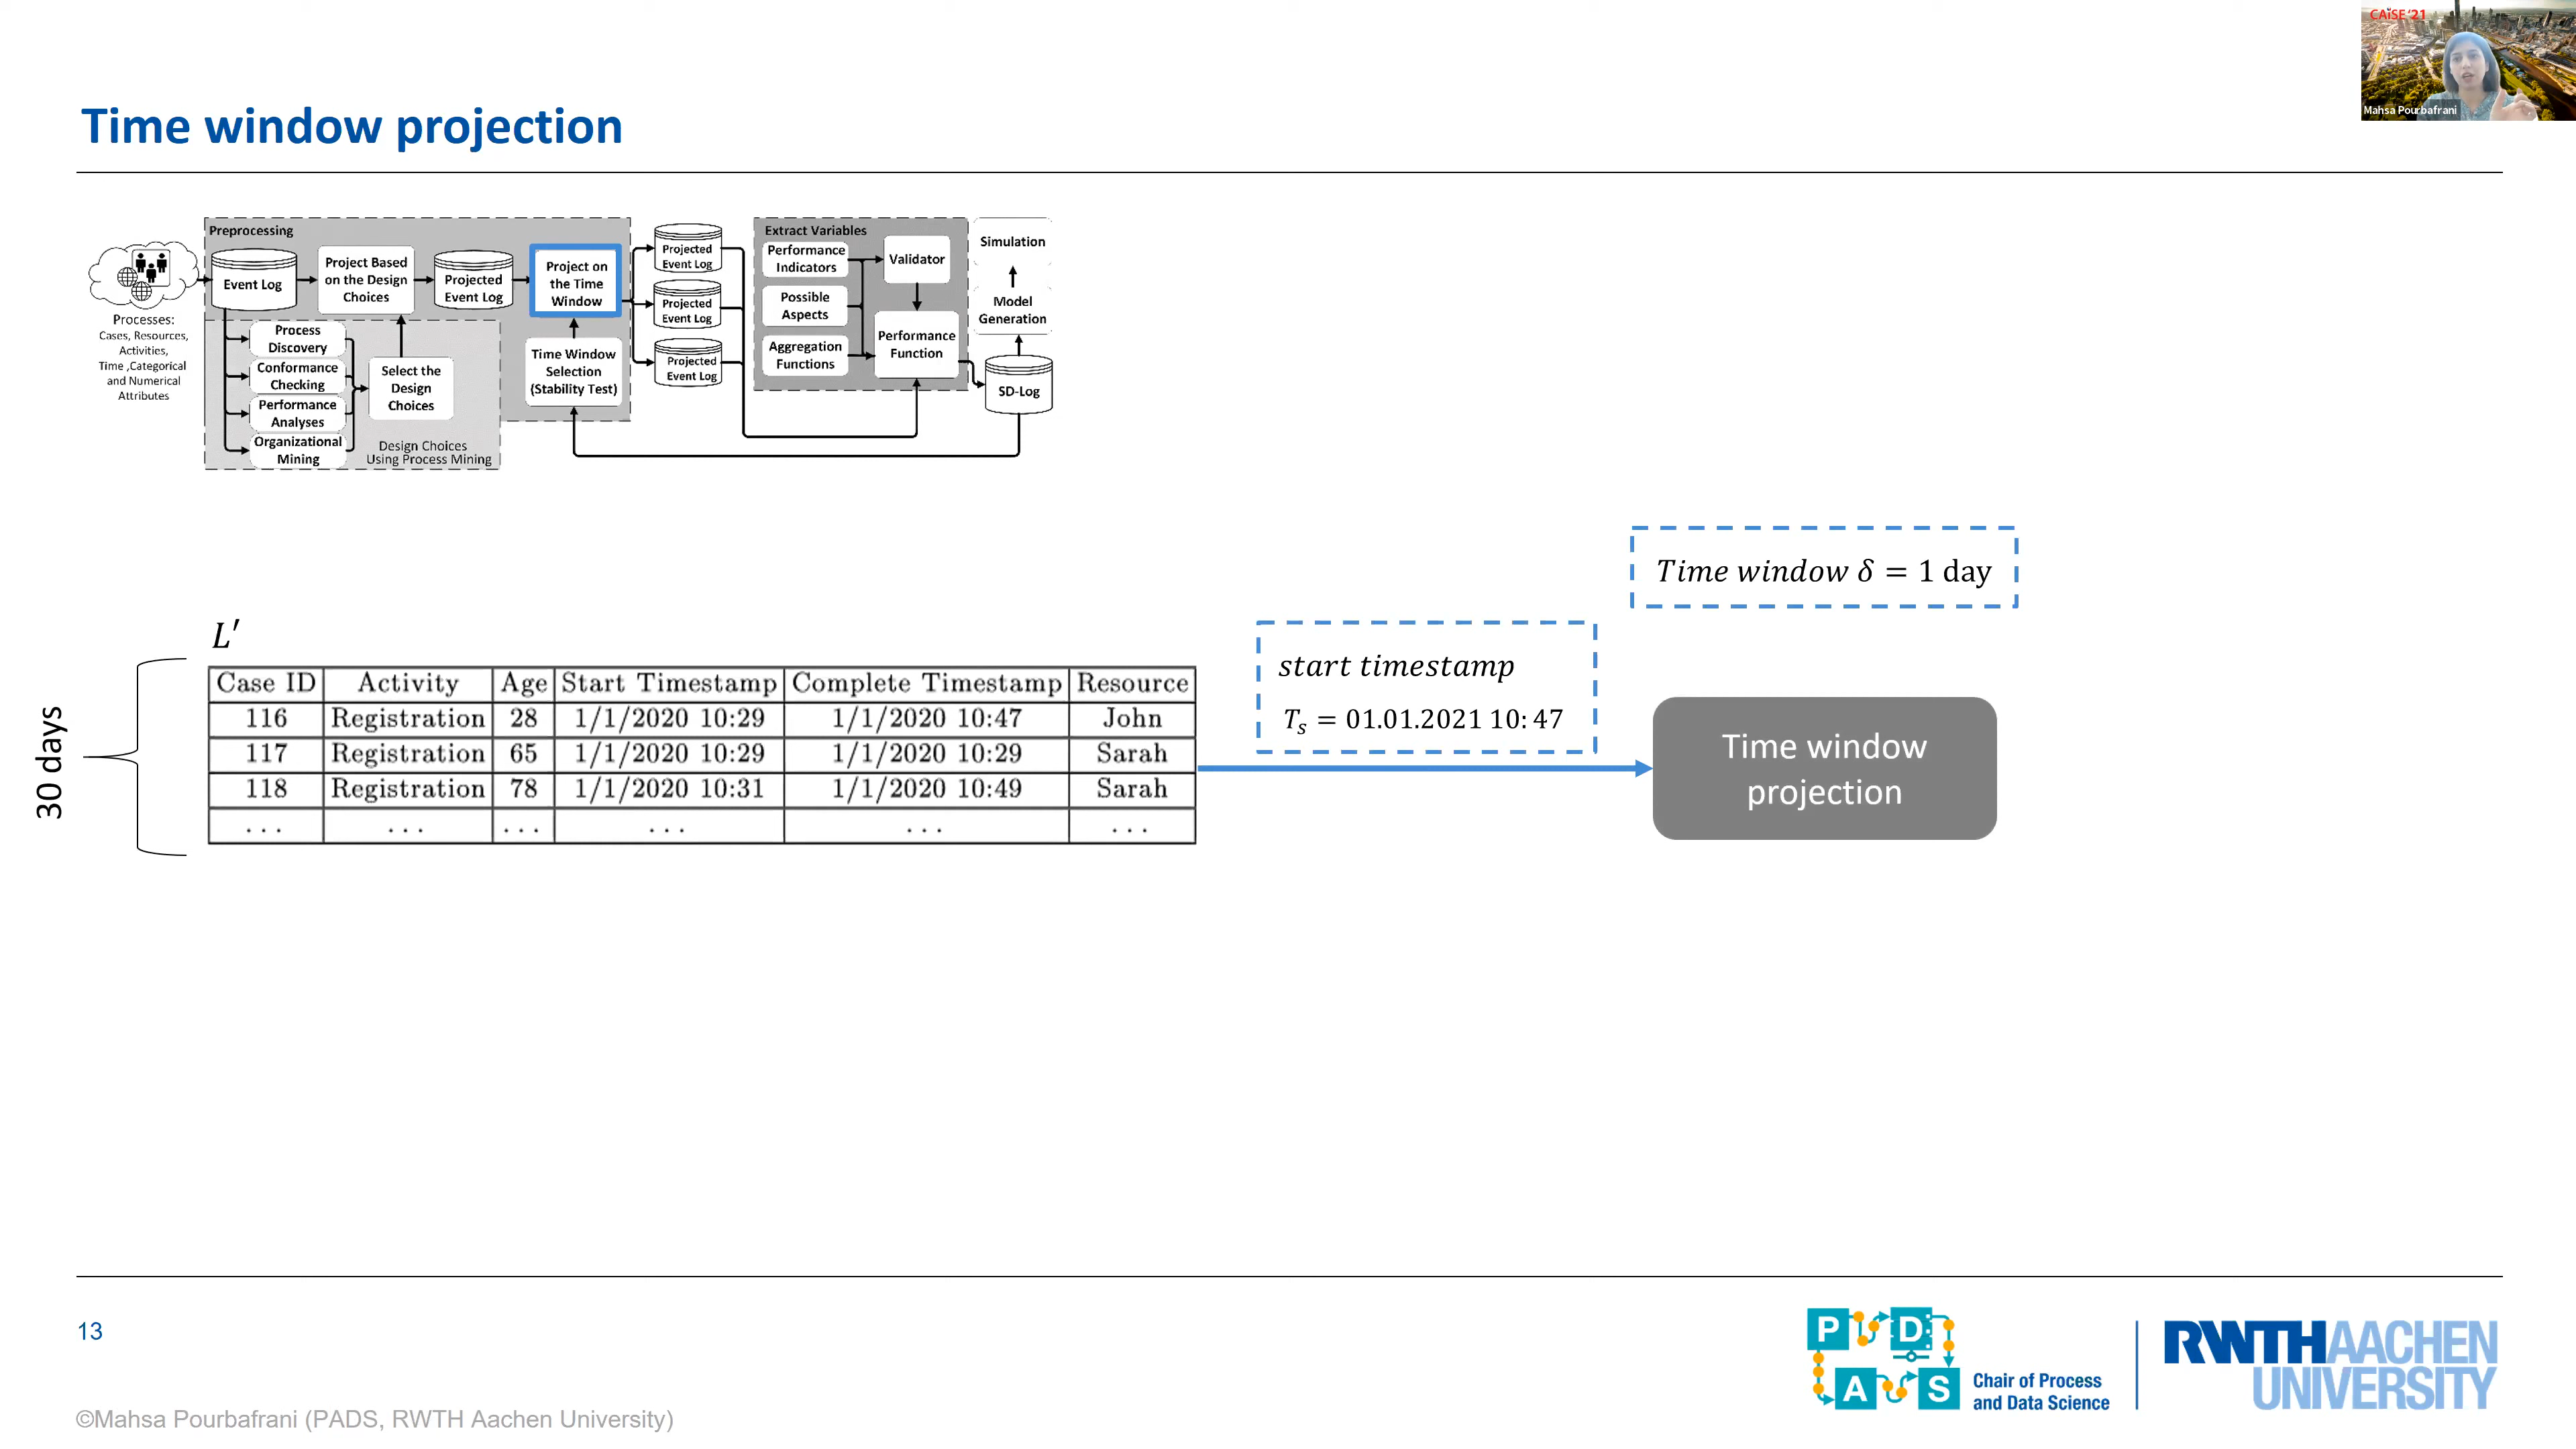 CAiSE '21
Mahsa Pourbafrani
Time window projection
Preprocessing
Event Log
Project Based
on the Design
Choices
Projected
Event Log
Project on
the Time
Window
Projected
Event Log
Projected
Event Log
Projected
Event Log
Processes:
Cases, Resources,
Activities,
Time ,Categorical
and Numerical
Attributes
Process
Discovery
Conformance
Checking
Performance
Analyses
Organizational
Mining
Select the
Design
Choices
Design Choices
Using Process Mining
Time Window
Selection
(Stability Test)
Extract Variables
Performance
Indicators
Possible
Aspects
Aggregation
Functions
Validator
Performance
Function
Simulation
Model
Generation
SD-Log
Time window δ = 1 day
L′
30 days
Case ID Activity Age Start Timestamp Complete Timestamp Resource
116 Registration 28 1/1/2020 10:29 1/1/2020 10:47 John
117 Registration 65 1/1/2020 10:29 1/1/2020 10:29 Sarah
118 Registration 78 1/1/2020 10:31 1/1/2020 10:49 Sarah
... ... ... ... ... ...
start timestamp
Ts = 01.01.2021 10: 47
Time window
projection
13
P D
A S
Chair of Process
and Data Science
RWTH AACHEN
UNIVERSITY
©Mahsa Pourbafrani (PADS, RWTH Aachen University)